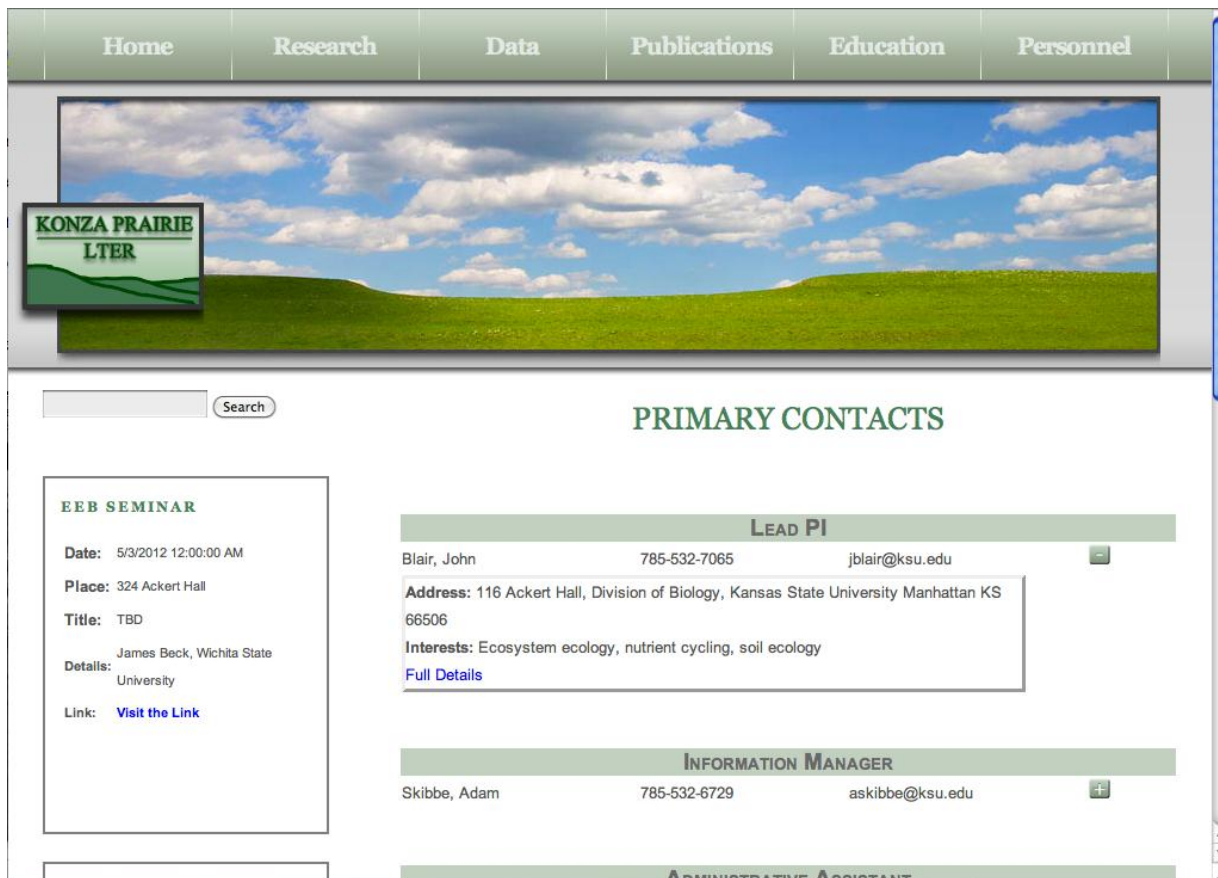 Home Research Data Publications Education Personnel
KONZA PRAIRIE
LTER
Search
PRIMARY CONTACTS
EEB SEMINAR
Date: 5/3/2012 12:00:00 AM
Place: 324 Ackert Hall
Title: TBD
Details: James Beck, Wichita State
University
Link: Visit the Link
LEAD PI
Blair, John 785-532-7065 jblair@ksu.edu -
Address: 116 Ackert Hall, Division of Biology, Kansas State University Manhattan KS
66506
Interests: Ecosystem ecology, nutrient cycling, soil ecology
Full Details
INFORMATION MANAGER
Skibbe, Adam 785-532-6729 askibbe@ksu.edu +
ADMINISTRATIVE ASSISTANT